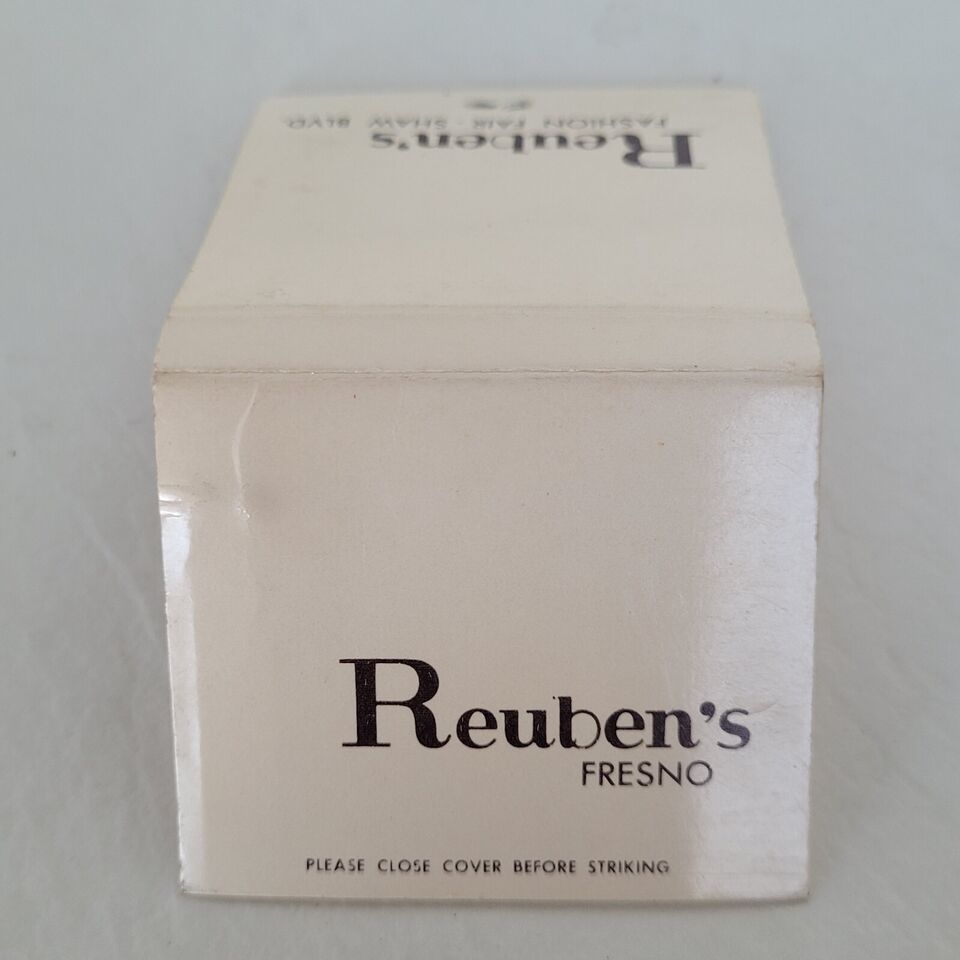 Reuben's
FASHION FAIR - SHAW BLVD.
Reuben's
FRESNO
PLEASE CLOSE COVER BEFORE STRIKING